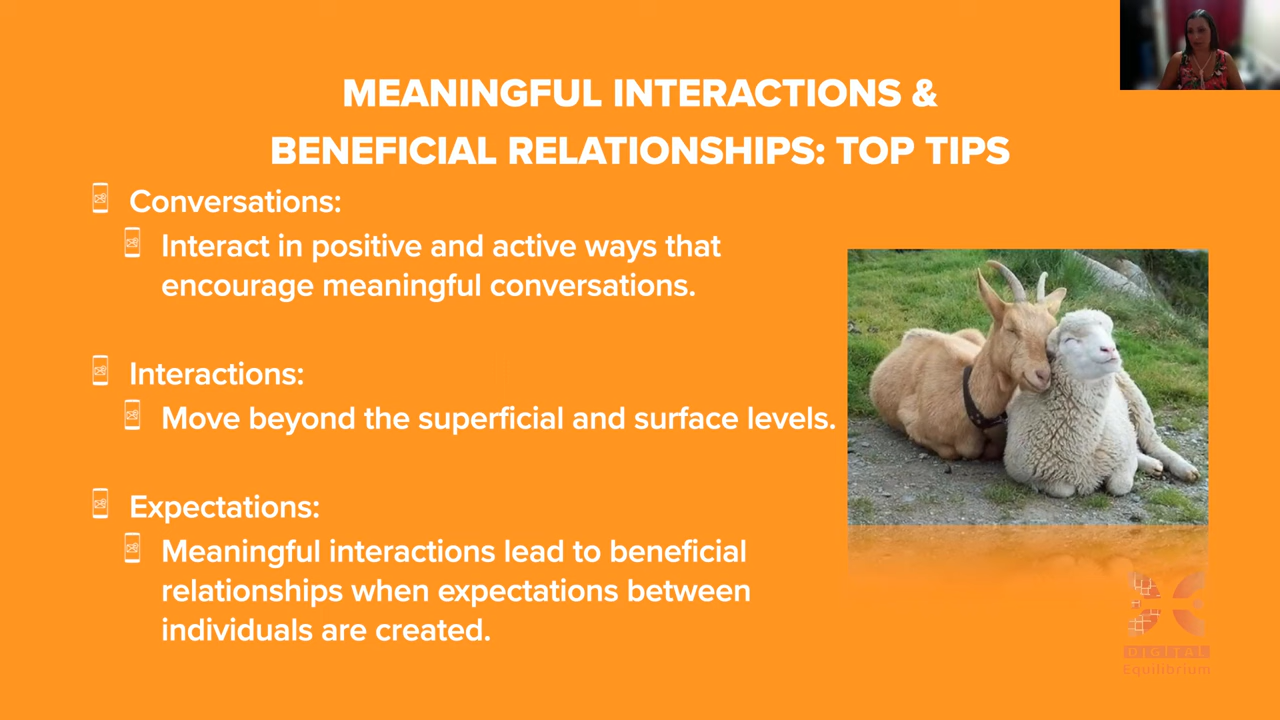 MEANINGFUL INTERACTIONS &
BENEFICIAL RELATIONSHIPS: TOP TIPS
Conversations:
Interact in positive and active ways that
encourage meaningful conversations.
Interactions:
Move beyond the superficial and surface levels.
Expectations:
Meaningful interactions lead to beneficial
relationships when expectations between
individuals are created.
DIGITAL
Equilibrium